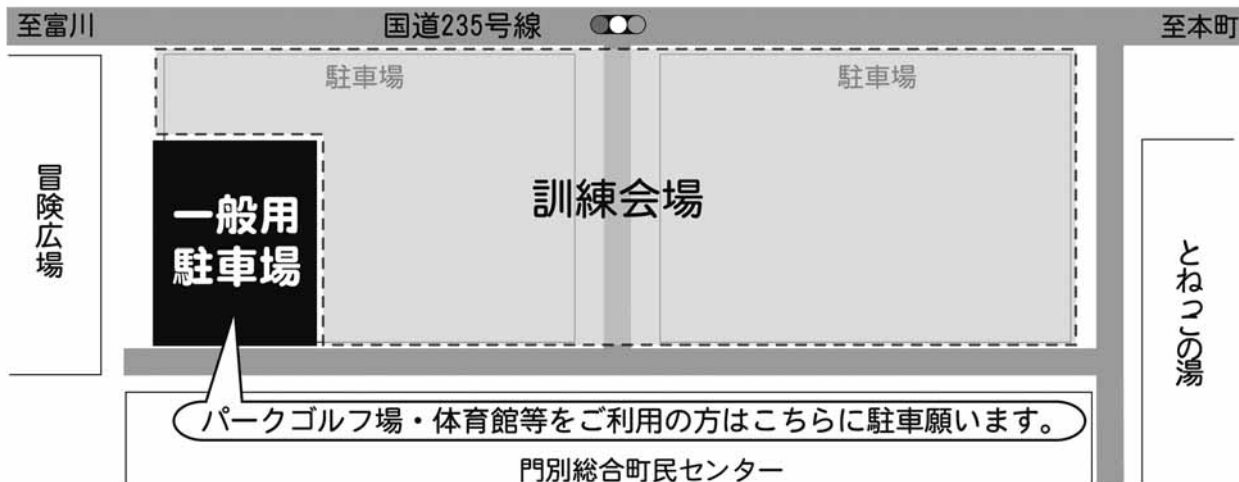 至富川
国道235号線
至本町
駐車場
駐車場
冒険広場
一般用
駐車場
訓練会場
とねっこの湯
パークゴルフ場・体育館等をご利用の方はこちらに駐車願います。
門別総合町民センター